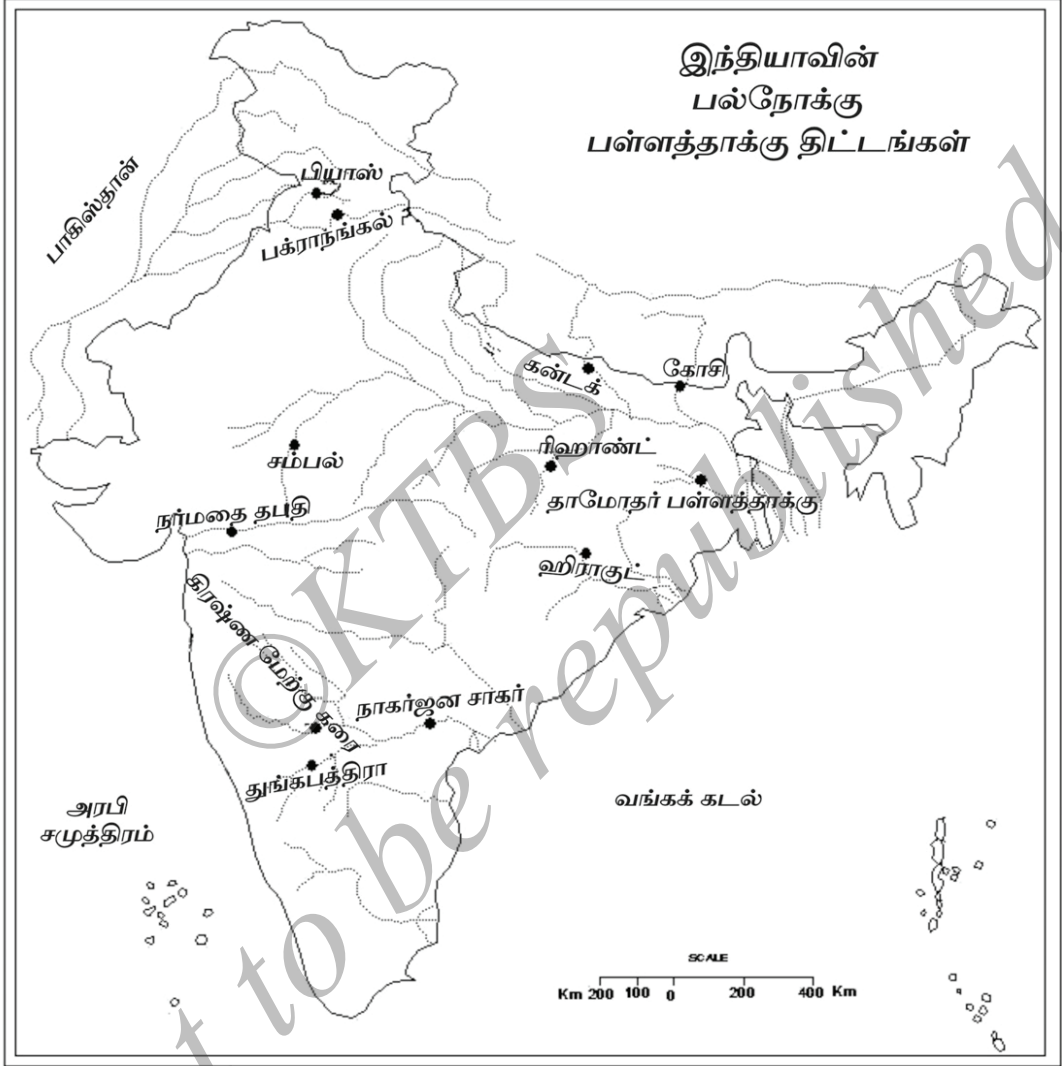 இந்தியாவின்
பல்நோக்கு
பள்ளத்தாக்கு திட்டங்கள்
பாகிஸ்தான்
பியாஸ்
பக்ராநங்கல்
கன்டக்
கோசி
சம்பல்
ரிஹாண்ட்
தாமோதர் பள்ளத்தாக்கு
நர்மதை தபதி
ஹிராகுட்
கிரஷ்ண மேற்கு கரை
நாகர்ஜன சாகர்
துங்கபத்திரா
அரபி
சமுத்திரம்
வங்கக் கடல்
SCALE
Km 200 100 0 200 400 Km
©KTBS
t to be republished